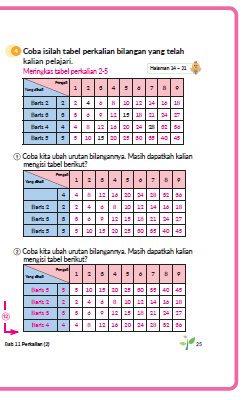 4 Coba isilah tabel perkalian bilangan yang telah
kalian pelajari.
Meringkas tabel perkalian 2-5
Halaman 14 – 31
Pengali 1 2 3 4 5 6 7 8 9
Yang dikali
Baris 2 2 2 4 6 8 10 12 14 16 18
Baris 3 3 3 6 9 12 15 18 21 24 27
Baris 4 4 4 8 12 16 20 24 28 32 36
Baris 5 5 5 10 15 20 25 30 35 40 45
① Coba kita ubah urutan bilangannya. Masih dapatkah kalian
mengisi tabel berikut?
Pengali 1 2 3 4 5 6 7 8 9
Yang dikali
4 4 8 12 16 20 24 28 32 36
Baris 2 2 2 4 6 8 10 12 14 16 18
Baris 3 3 3 6 9 12 15 18 21 24 27
Baris 5 5 5 10 15 20 25 30 35 40 45
② Coba kita ubah urutan bilangannya. Masih dapatkah kalian
mengisi tabel berikut?
Pengali 1 2 3 4 5 6 7 8 9
Yang dikali
Baris 5 5 5 10 15 20 25 30 35 40 45
Baris 2 2 2 4 6 8 10 12 14 16 18
Baris 3 3 3 6 9 12 15 18 21 24 27
Baris 4 4 4 8 12 16 20 24 28 32 36
12
Bab 11 Perkalian (2)
25